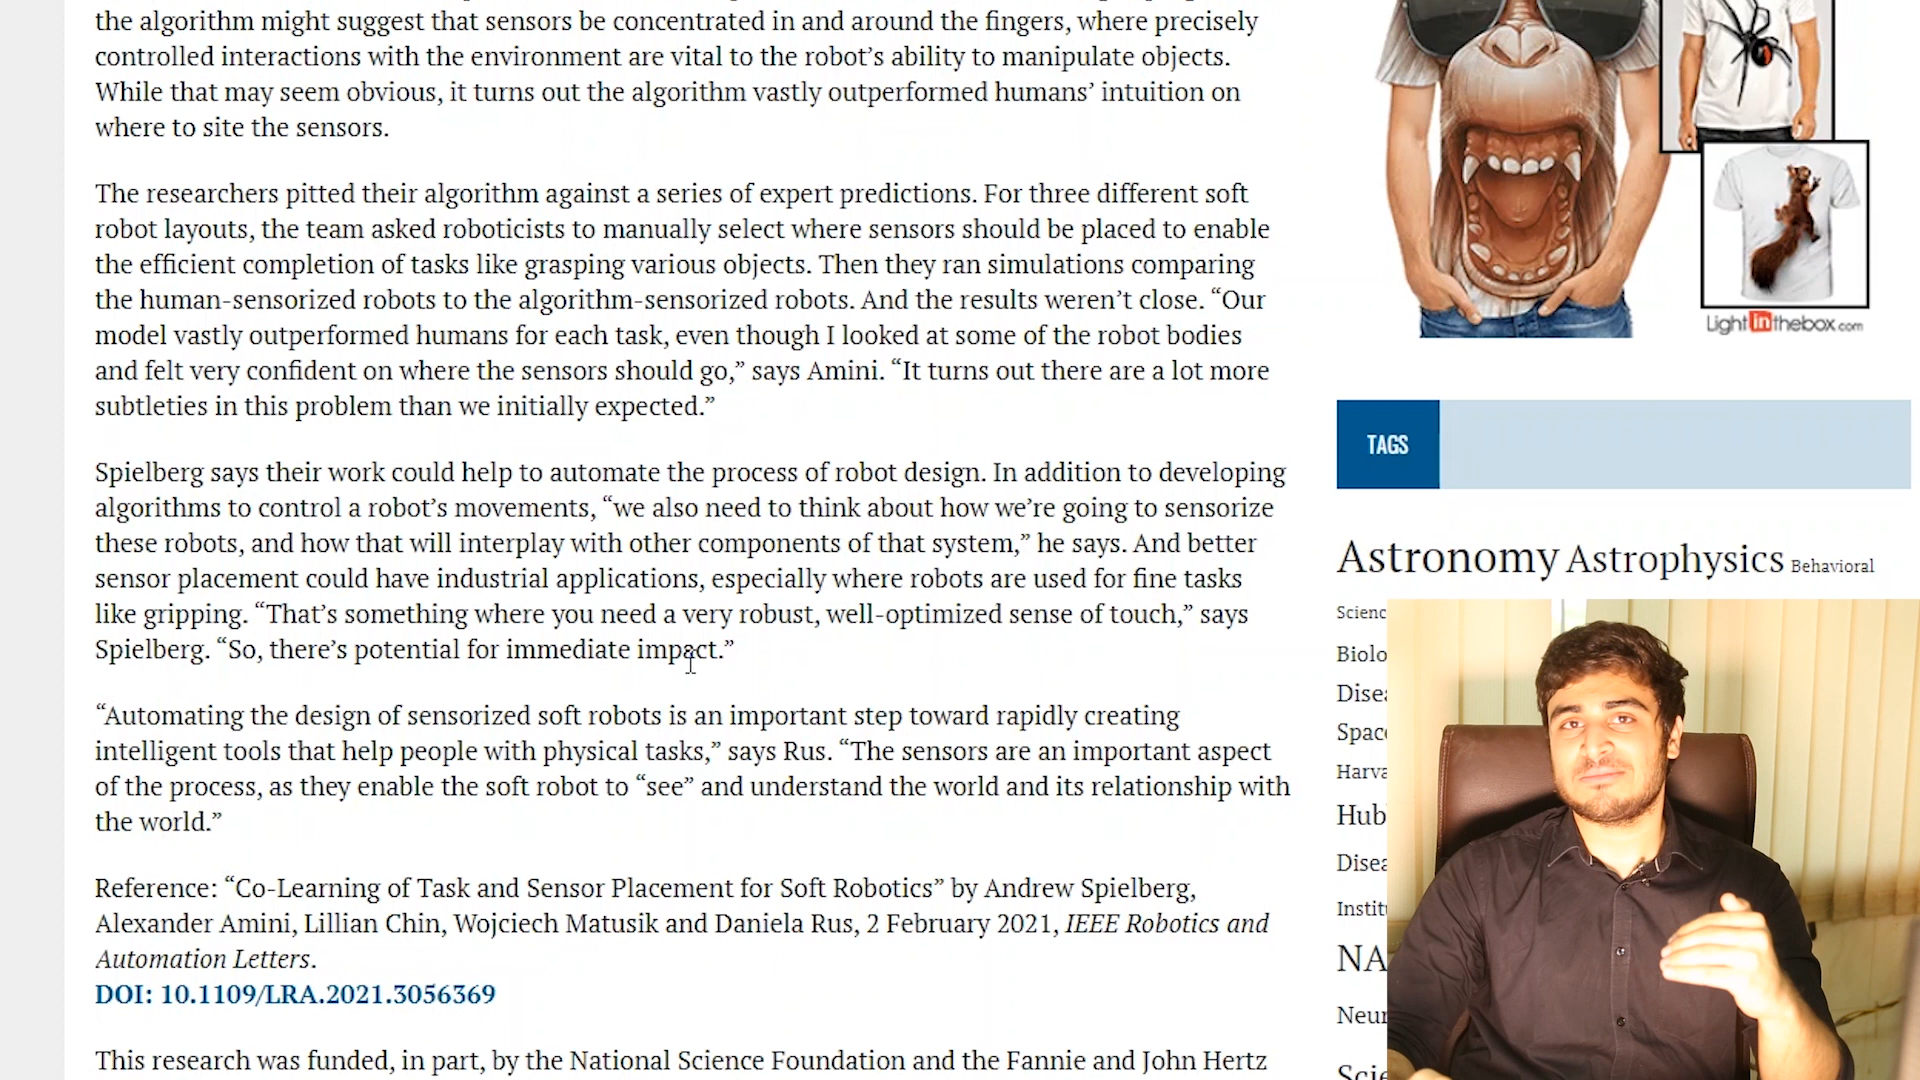 the algorithm might suggest that sensors be concentrated in and around the fingers, where precisely
controlled interactions with the environment are vital to the robot’s ability to manipulate objects.
While that may seem obvious, it turns out the algorithm vastly outperformed humans’ intuition on
where to site the sensors.
The researchers pitted their algorithm against a series of expert predictions. For three different soft
robot layouts, the team asked roboticists to manually select where sensors should be placed to enable
the efficient completion of tasks like grasping various objects. Then they ran simulations comparing
the human-sensorized robots to the algorithm-sensorized robots. And the results weren’t close. “Our
model vastly outperformed humans for each task, even though I looked at some of the robot bodies
and felt very confident on where the sensors should go,” says Amini. “It turns out there are a lot more
subtleties in this problem than we initially expected.”
Spielberg says their work could help to automate the process of robot design. In addition to developing
algorithms to control a robot’s movements, “we also need to think about how we’re going to sensorize
these robots, and how that will interplay with other components of that system,” he says. And better
sensor placement could have industrial applications, especially where robots are used for fine tasks
like gripping. “That’s something where you need a very robust, well-optimized sense of touch,” says
Spielberg. “So, there’s potential for immediate impact.”
“Automating the design of sensorized soft robots is an important step toward rapidly creating
intelligent tools that help people with physical tasks,” says Rus. “The sensors are an important aspect
of the process, as they enable the soft robot to “see” and understand the world and its relationship with
the world.”
Reference: “Co-Learning of Task and Sensor Placement for Soft Robotics” by Andrew Spielberg,
Alexander Amini, Lillian Chin, Wojciech Matusik and Daniela Rus, 2 February 2021, IEEE Robotics and
Automation Letters.
DOI: 10.1109/LRA.2021.3056369
This research was funded, in part, by the National Science Foundation and the Fannie and John Hertz
Lightinthebox.com
TAGS
Astronomy Astrophysics Behavioral
Scienc
Biolo
Disea
Space
Harva
Hub
Disea
Instit
NA
Neur
Scie